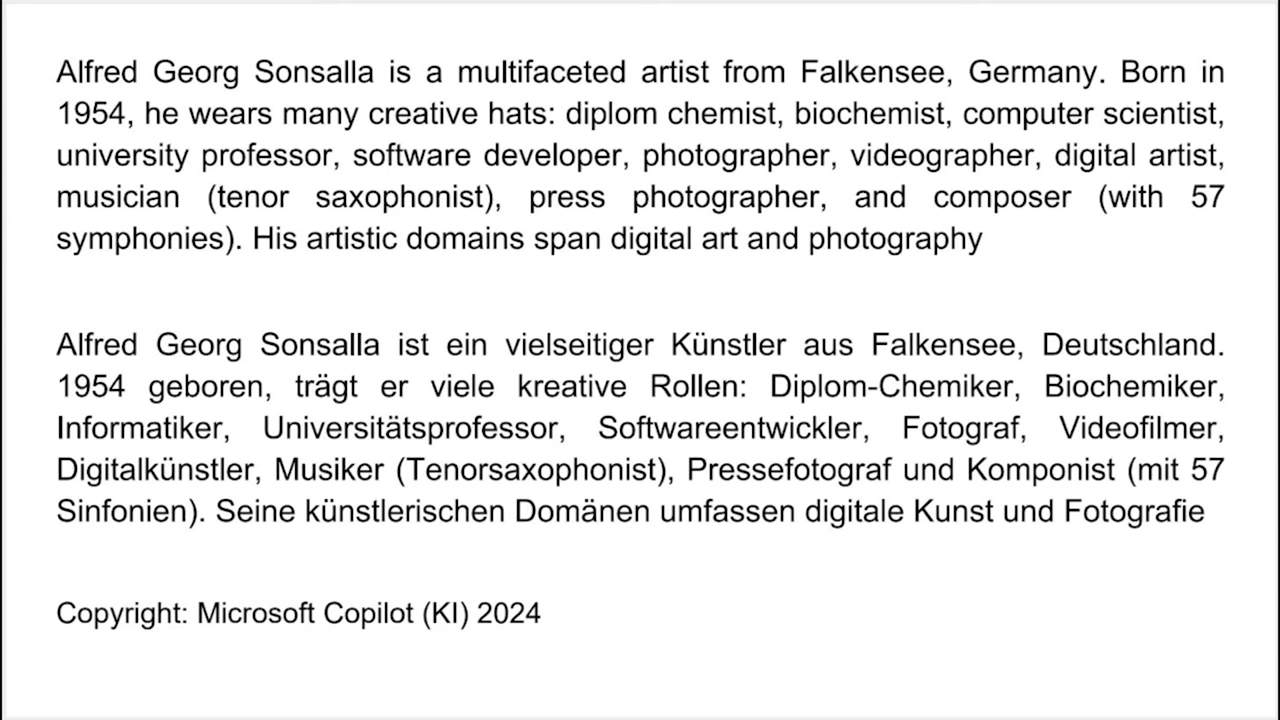 Alfred Georg Sonsalla is a multifaceted artist from Falkensee, Germany. Born in
1954, he wears many creative hats: diplom chemist, biochemist, computer scientist,
university professor, software developer, photographer, videographer, digital artist,
musician (tenor saxophonist), press photographer, and composer (with 57
symphonies). His artistic domains span digital art and photography
Alfred Georg Sonsalla ist ein vielseitiger Künstler aus Falkensee, Deutschland.
1954 geboren, trägt er viele kreative Rollen: Diplom-Chemiker, Biochemiker,
Informatiker, Universitätsprofessor, Softwareentwickler, Fotograf, Videofilmer,
Digitalkünstler, Musiker (Tenorsaxophonist), Pressefotograf und Komponist (mit 57
Sinfonien). Seine künstlerischen Domänen umfassen digitale Kunst und Fotografie
Copyright: Microsoft Copilot (KI) 2024